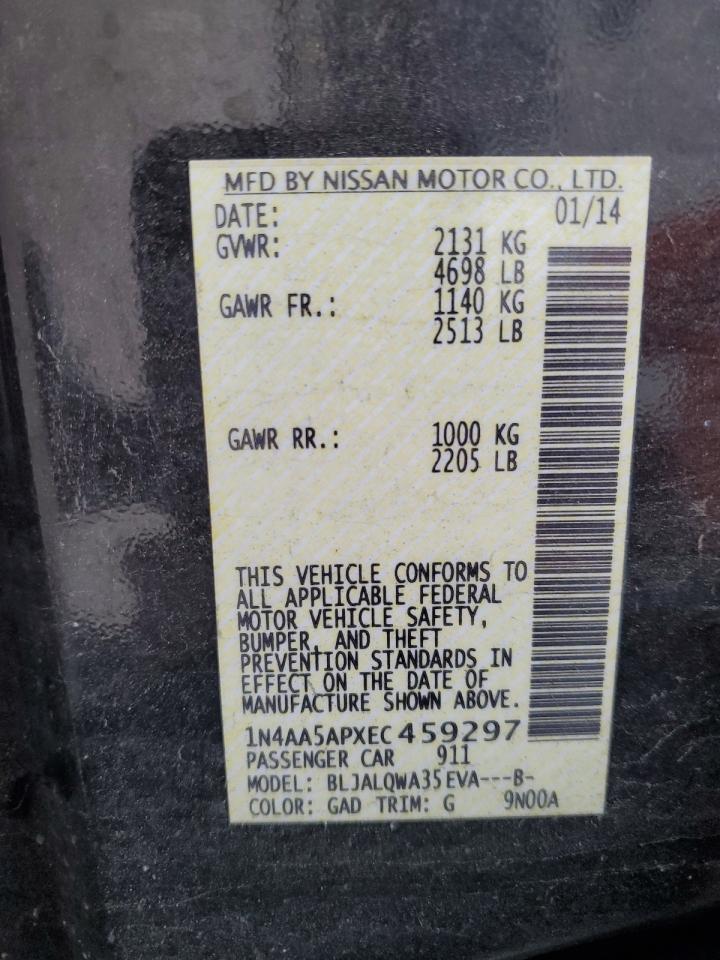 MFD BY NISSAN MOTOR CO., LTD.
DATE: 01/14
GVWR: 2131 KG
4698 LB
GAWR FR.: 1140 KG
2513 LB
GAWR RR.: 1000 KG
2205 LB
THIS VEHICLE CONFORMS TO
ALL APPLICABLE FEDERAL
MOTOR VEHICLE SAFETY,
BUMPER, AND THEFT
PREVENTION STANDARDS IN
EFFECT ON THE DATE OF
MANUFACTURE SHOWN ABOVE.
1N4AA5APXEC 459297
PASSENGER CAR 911
MODEL: BLJALQWA35EVA---B-
COLOR: GAD TRIM: G 9N00A